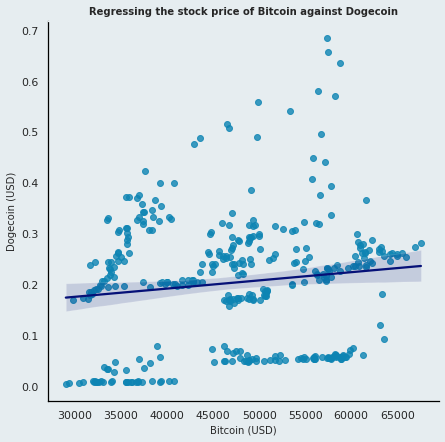 Regressing the stock price of Bitcoin against Dogecoin
0.7
0.6
0.5
0.4
0.3
0.2
0.1
0.0
Dogecoin (USD)
30000 35000 40000 45000 50000 55000 60000 65000
Bitcoin (USD)